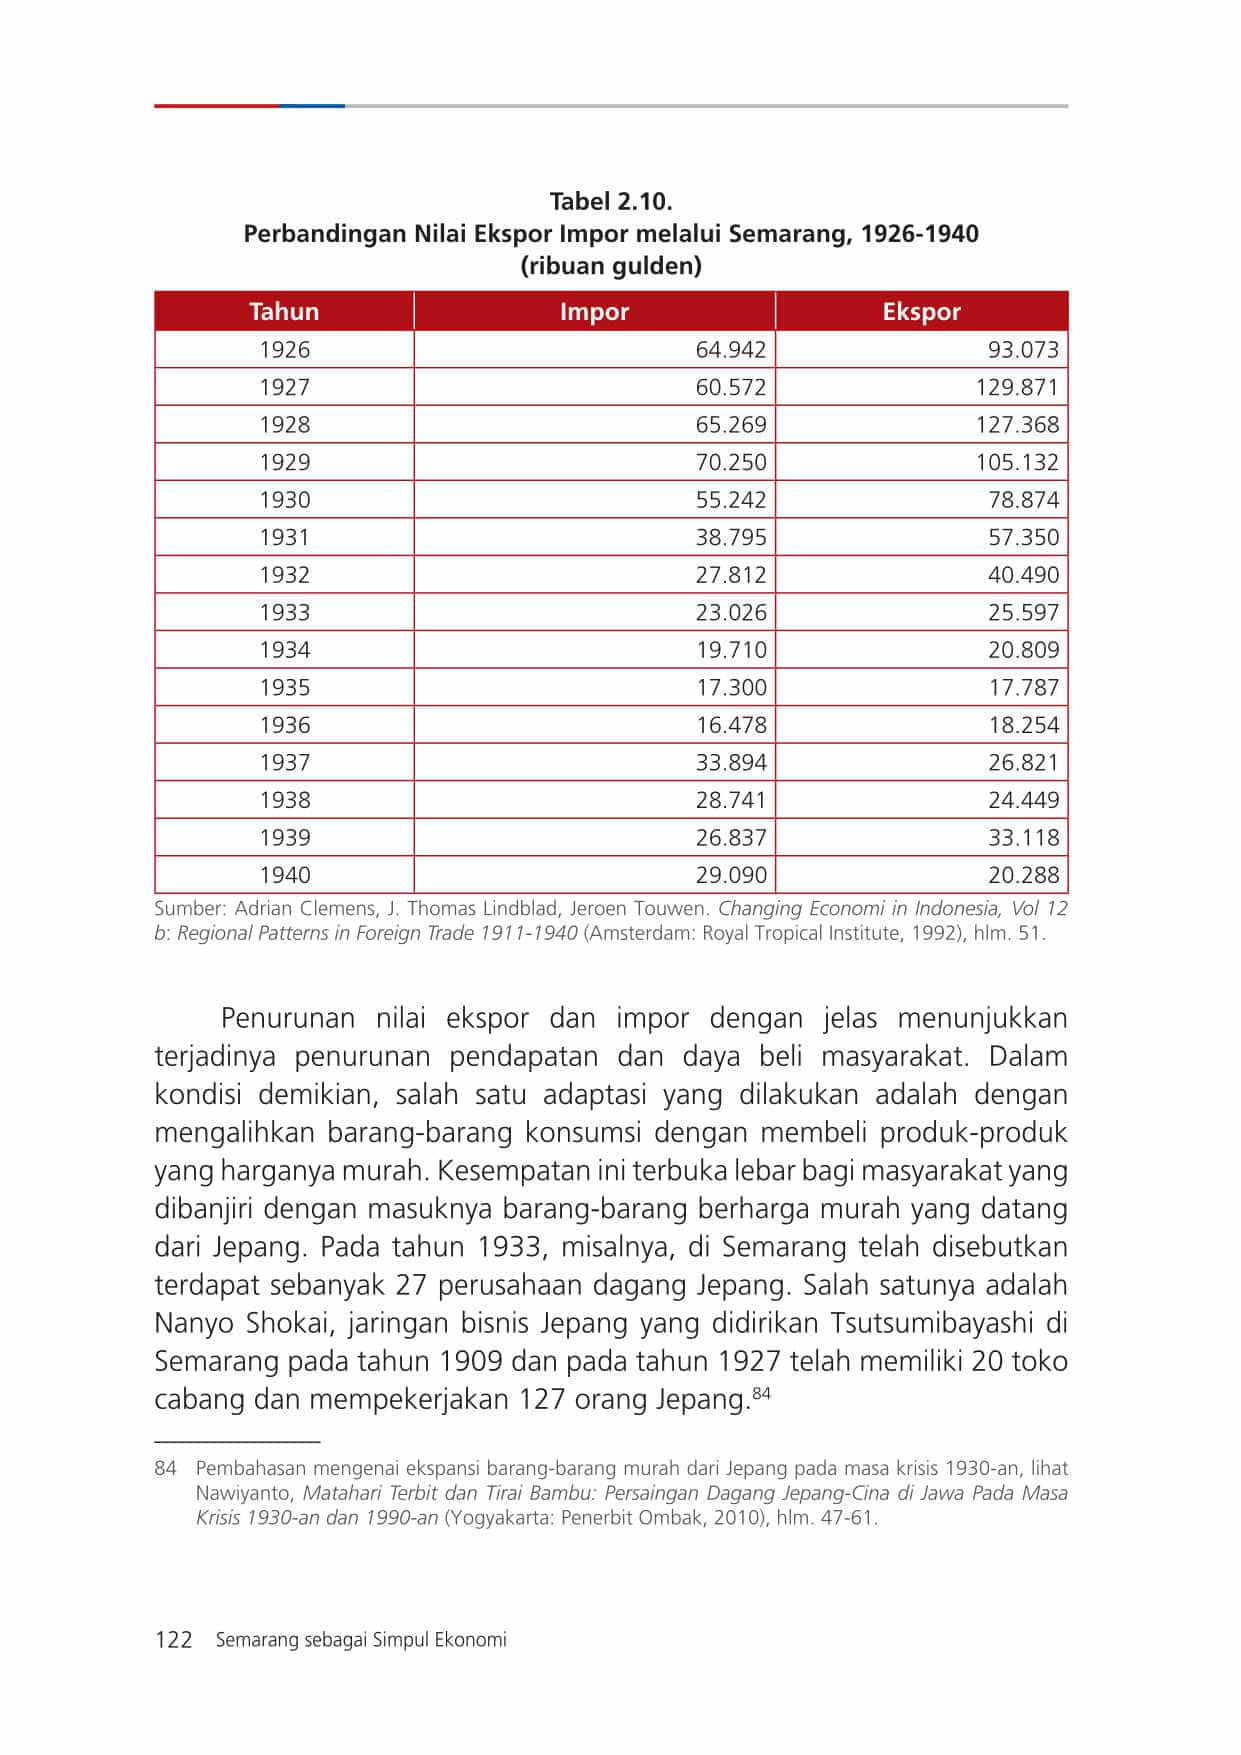 Tabel 2.10.
Perbandingan Nilai Ekspor Impor melalui Semarang, 1926-1940
(ribuan gulden)
Tahun Impor Ekspor
1926 64.942 93.073
1927 60.572 129.871
1928 65.269 127.368
1929 70.250 105.132
1930 55.242 78.874
1931 38.795 57.350
1932 27.812 40.490
1933 23.026 25.597
1934 19.710 20.809
1935 17.300 17.787
1936 16.478 18.254
1937 33.894 26.821
1938 28.741 24.449
1939 26.837 33.118
1940 29.090 20.288
Sumber: Adrian Clemens, J. Thomas Lindblad, Jeroen Touwen. Changing Economi in Indonesia, Vol 12
b: Regional Patterns in Foreign Trade 1911-1940 (Amsterdam: Royal Tropical Institute, 1992), hlm. 51.
Penurunan nilai ekspor dan impor dengan jelas menunjukkan
terjadinya penurunan pendapatan dan daya beli masyarakat. Dalam
kondisi demikian, salah satu adaptasi yang dilakukan adalah dengan
mengalihkan barang-barang konsumsi dengan membeli produk-produk
yang harganya murah. Kesempatan ini terbuka lebar bagi masyarakat yang
dibanjiri dengan masuknya barang-barang berharga murah yang datang
dari Jepang. Pada tahun 1933, misalnya, di Semarang telah disebutkan
terdapat sebanyak 27 perusahaan dagang Jepang. Salah satunya adalah
Nanyo Shokai, jaringan bisnis Jepang yang didirikan Tsutsumibayashi di
Semarang pada tahun 1909 dan pada tahun 1927 telah memiliki 20 toko
cabang dan mempekerjakan 127 orang Jepang.84
84 Pembahasan mengenai ekspansi barang-barang murah dari Jepang pada masa krisis 1930-an, lihat
Nawiyanto, Matahari Terbit dan Tirai Bambu: Persaingan Dagang Jepang-Cina di Jawa Pada Masa
Krisis 1930-an dan 1990-an (Yogyakarta: Penerbit Ombak, 2010), hlm. 47-61.
122 Semarang sebagai Simpul Ekonomi